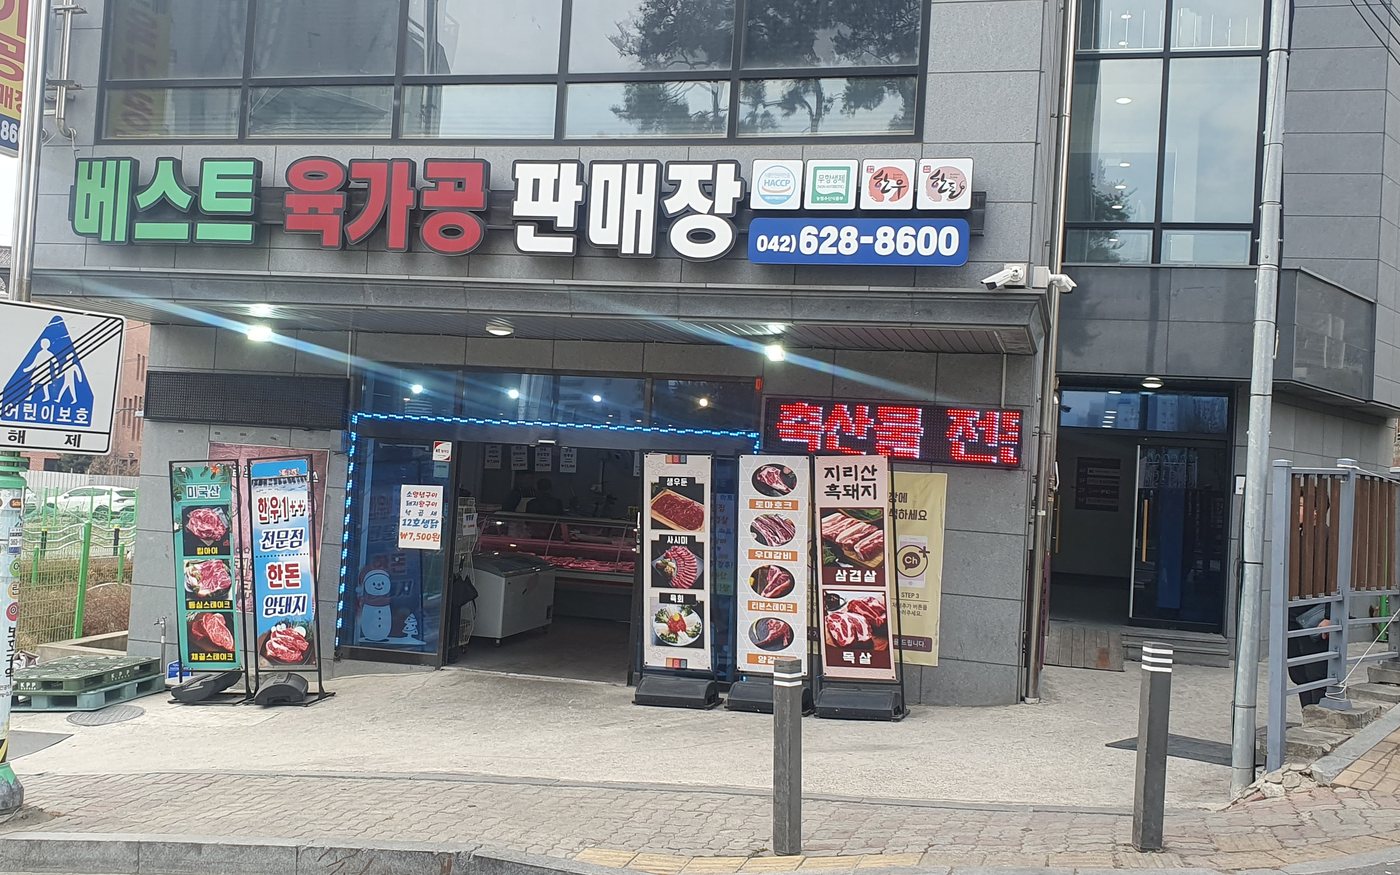 베스트 육가공 판매장
HACCP
무항생제
NON ANTIBIOTIC
한우
한돈
042) 628-8600
어린이보호
해 제
축산물 전
미국산
립아이
등심스테이크
채끝스테이크
한우1++
전문점
한돈
암돼지
12호생닭
₩7,500원
생우둔
사시미
육회
토마호크
우대갈비
티본스테이크
지리산
흑돼지
삼겹살
목살
STEP 3